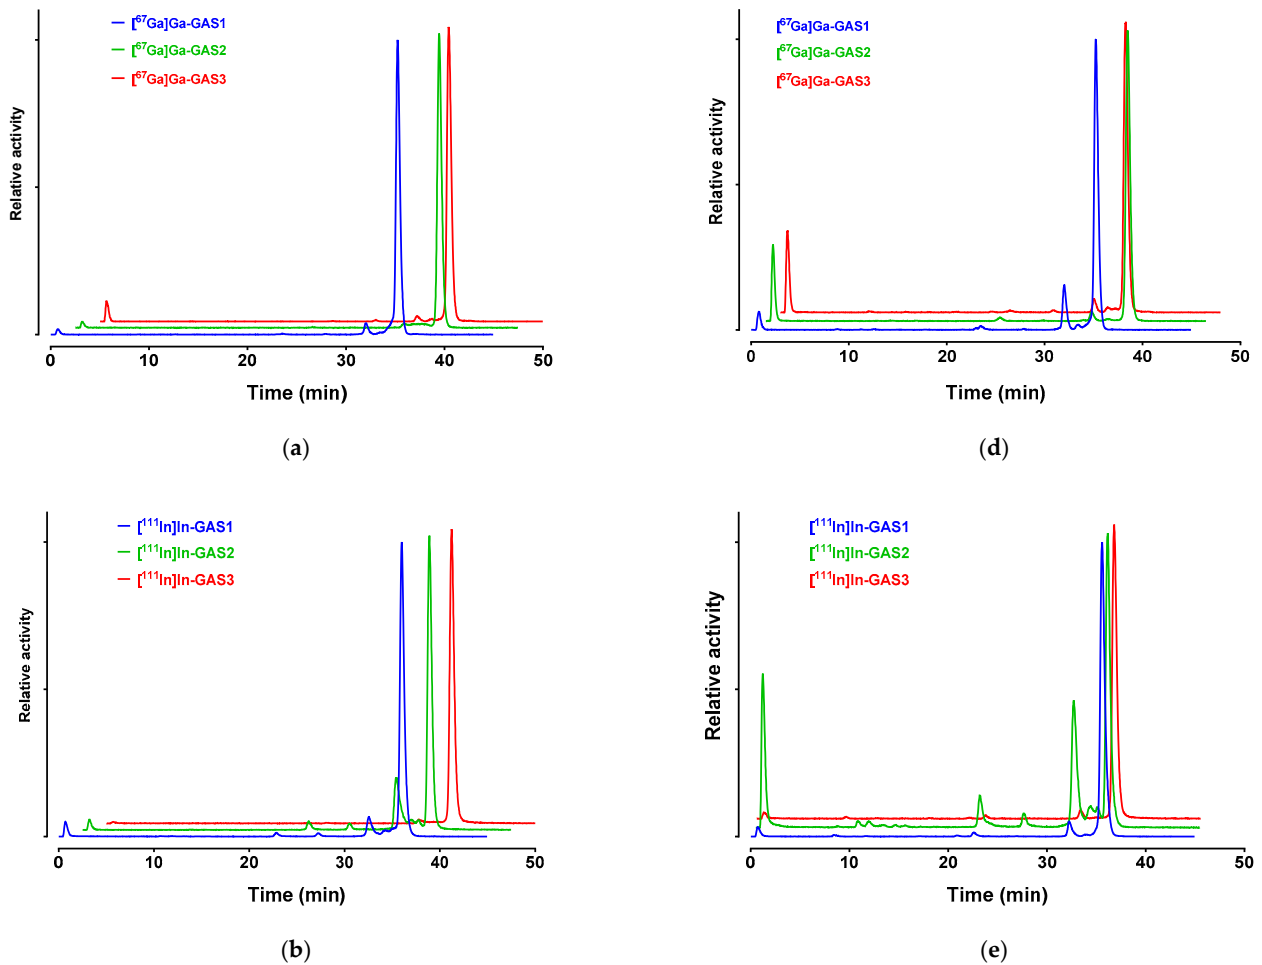 [⁶⁷Ga]Ga-GAS1
[⁶⁷Ga]Ga-GAS2
[⁶⁷Ga]Ga-GAS3
Relative activity
0 10 20 30 40 50
Time (min)
(a)
[⁶⁷Ga]Ga-GAS1
[⁶⁷Ga]Ga-GAS2
[⁶⁷Ga]Ga-GAS3
Relative activity
0 10 20 30 40 50
Time (min)
(d)
[¹¹¹In]In-GAS1
[¹¹¹In]In-GAS2
[¹¹¹In]In-GAS3
Relative activity
0 10 20 30 40 50
Time (min)
(b)
[¹¹¹In]In-GAS1
[¹¹¹In]In-GAS2
[¹¹¹In]In-GAS3
Relative activity
0 10 20 30 40 50
Time (min)
(e)